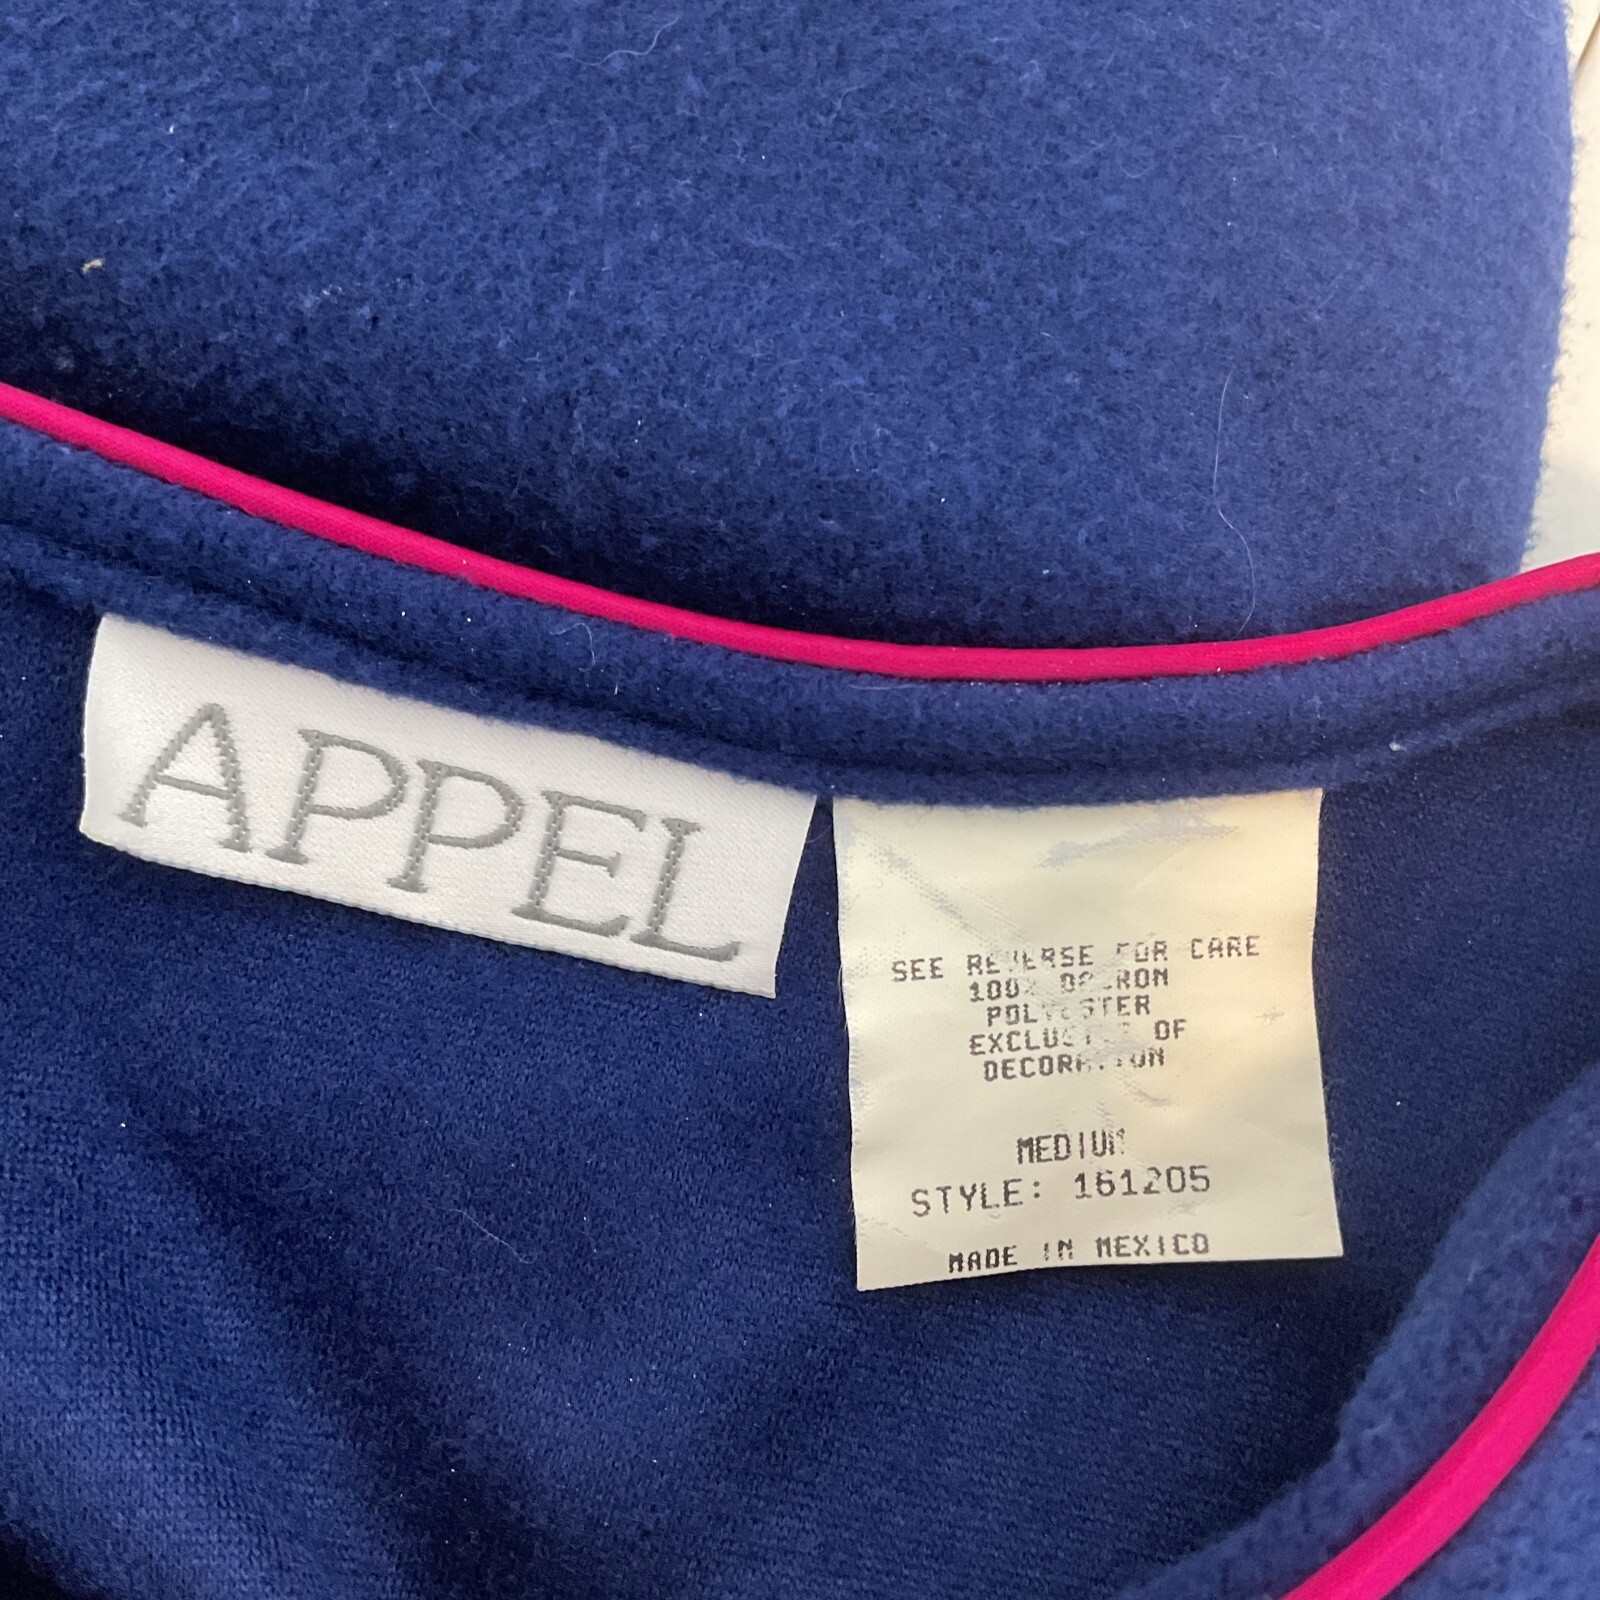 APPEL
SEE REVERSE FOR CARE
100% DACRON
POLYESTER
EXCLUSIVE OF
DECORATION
MEDIUM
STYLE: 161205
MADE IN MEXICO